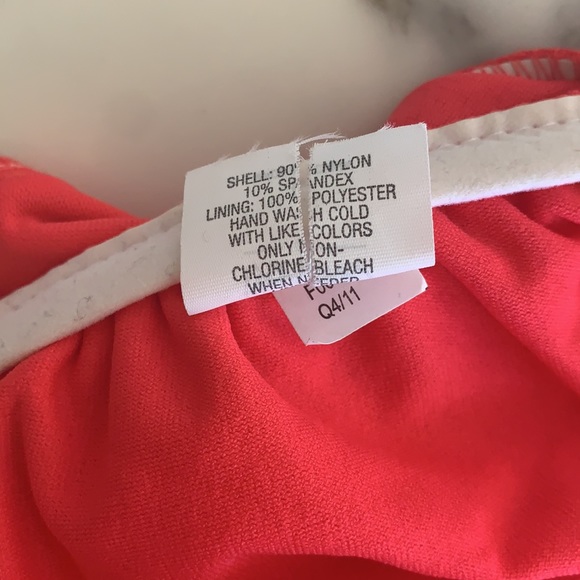 SHELL: 90% NYLON
10% SPANDEX
LINING: 100% POLYESTER
HAND WASH COLD
WITH LIKE COLORS
ONLY NON-
CHLORINE BLEACH
WHEN NEEDED
Q4/11